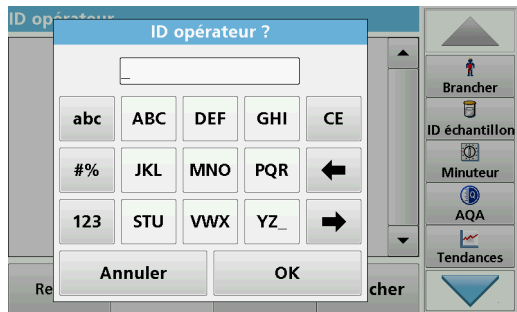 ID opérateur
ID opérateur ?
_
abc ABC DEF GHI CE
#% JKL MNO PQR
123 STU VWX YZ_
Annuler OK
Re
cher
Brancher
ID échantillon
Minuteur
AQA
Tendances